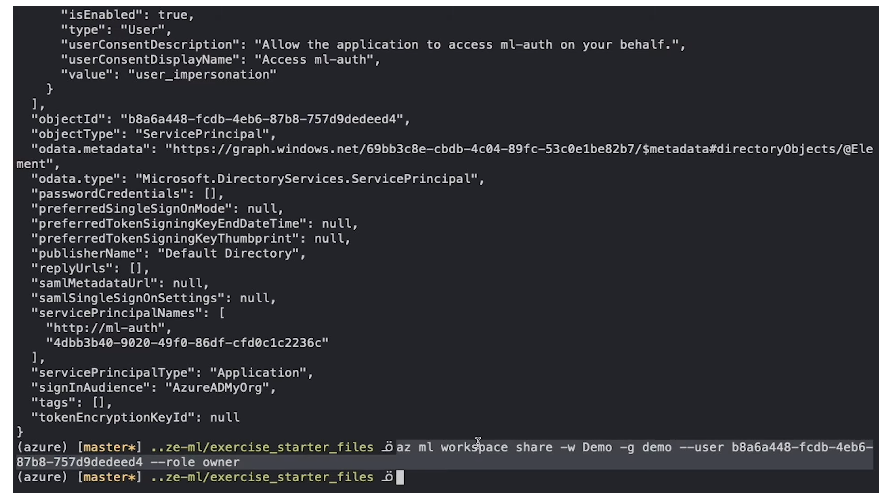 "isEnabled": true,
      "type": "User",
      "userConsentDescription": "Allow the application to access ml-auth on your behalf.",
      "userConsentDisplayName": "Access ml-auth",
      "value": "user_impersonation"
    }
  ],
  "objectId": "b8a6a448-fcdb-4eb6-87b8-757d9dedeed4",
  "objectType": "ServicePrincipal",
  "odata.metadata": "https://graph.windows.net/69bb3c8e-cbdb-4c04-89fc-53c0e1be82b7/$metadata#directoryObjects/@Ele
ment",
  "odata.type": "Microsoft.DirectoryServices.ServicePrincipal",
  "passwordCredentials": [],
  "preferredSingleSignOnMode": null,
  "preferredTokenSigningKeyEndDateTime": null,
  "preferredTokenSigningKeyThumbprint": null,
  "publisherName": "Default Directory",
  "replyUrls": [],
  "samlMetadataUrl": null,
  "samlSingleSignOnSettings": null,
  "servicePrincipalNames": [
    "http://ml-auth",
    "4dbb3b40-9020-49f0-86df-cfd0c1c2236c"
  ],
  "servicePrincipalType": "Application",
  "signInAudience": "AzureADMyOrg",
  "tags": [],
  "tokenEncryptionKeyId": null
}
(azure) [master*] ..ze-ml/exercise_starter_files ـö az ml workspace share -w Demo -g demo --user b8a6a448-fcdb-4eb6-
87b8-757d9dedeed4 --role owner
(azure) [master*] ..ze-ml/exercise_starter_files ـö